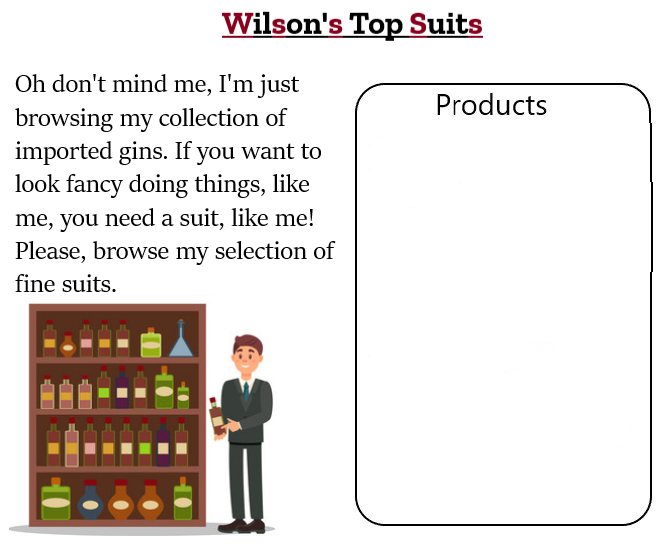 Wilson's Top Suits
Oh don't mind me, I'm just
browsing my collection of
imported gins. If you want to
look fancy doing things, like
me, you need a suit, like me!
Please, browse my selection of
fine suits.
Products